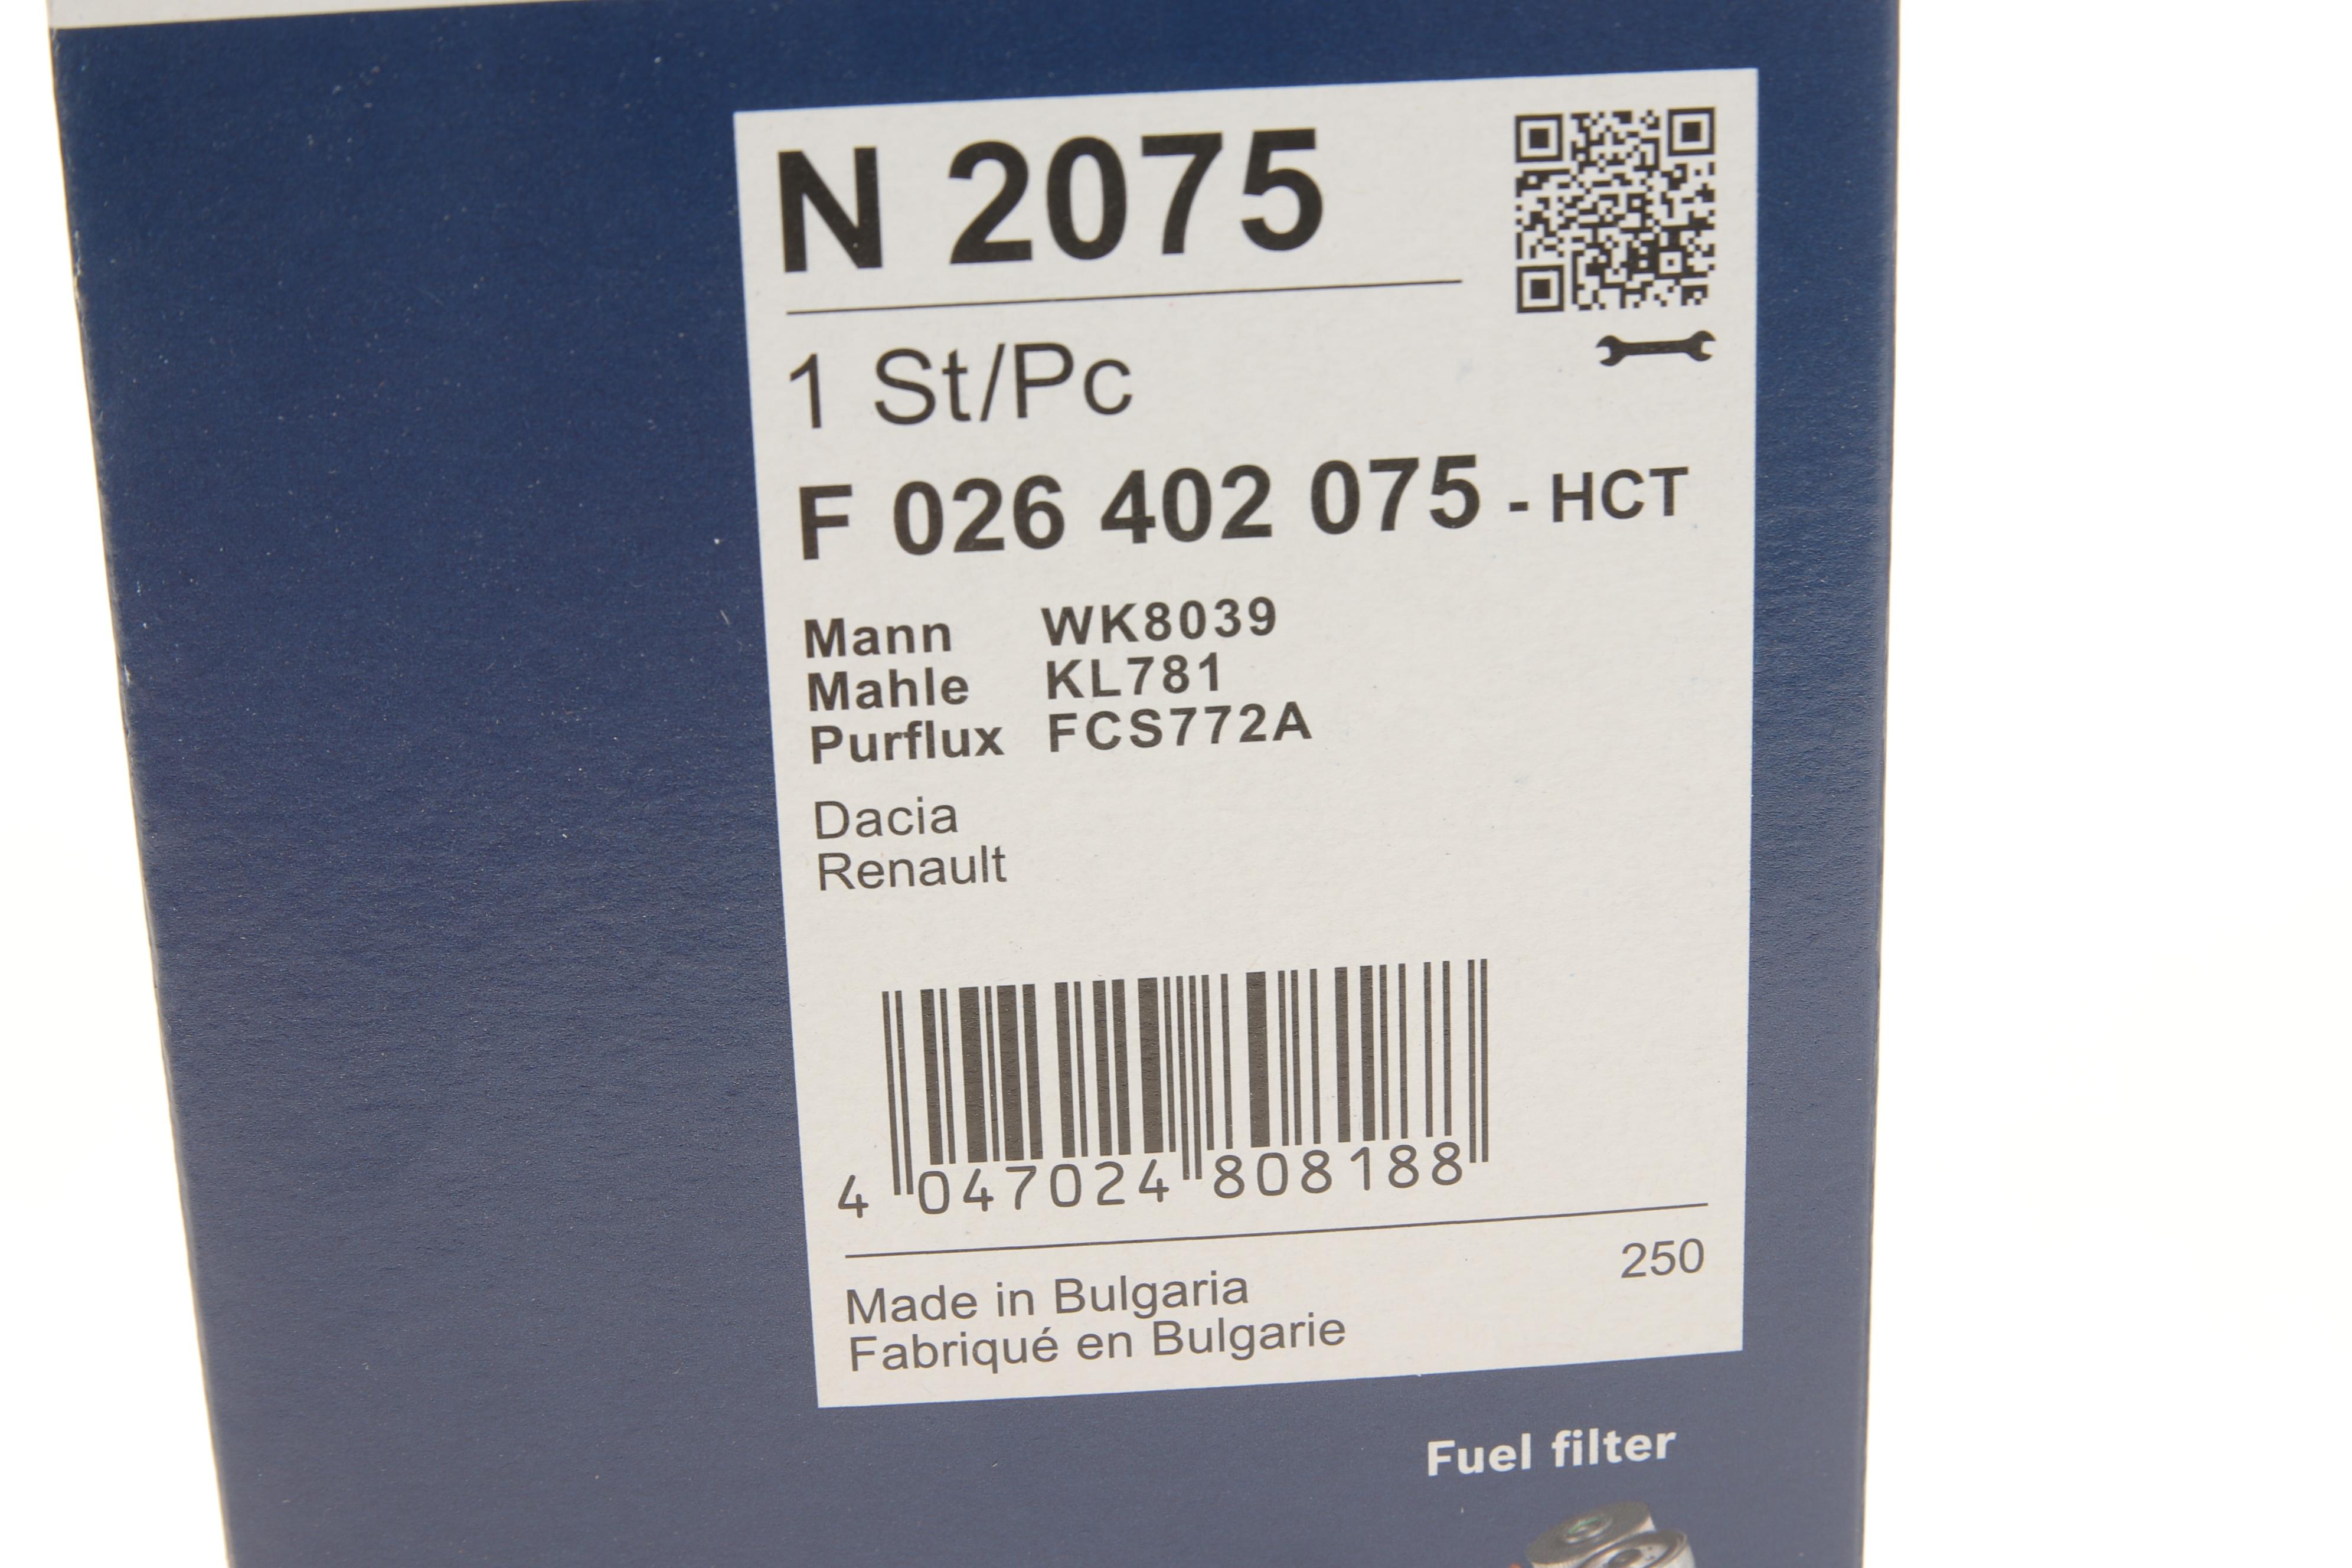 N 2075
1 St/Pc
F 026 402 075 - HCT
Mann WK8039
Mahle KL781
Purflux FCS772A
Dacia
Renault
4 047024 808188
250
Made in Bulgaria
Fabriqué en Bulgarie
Fuel filter